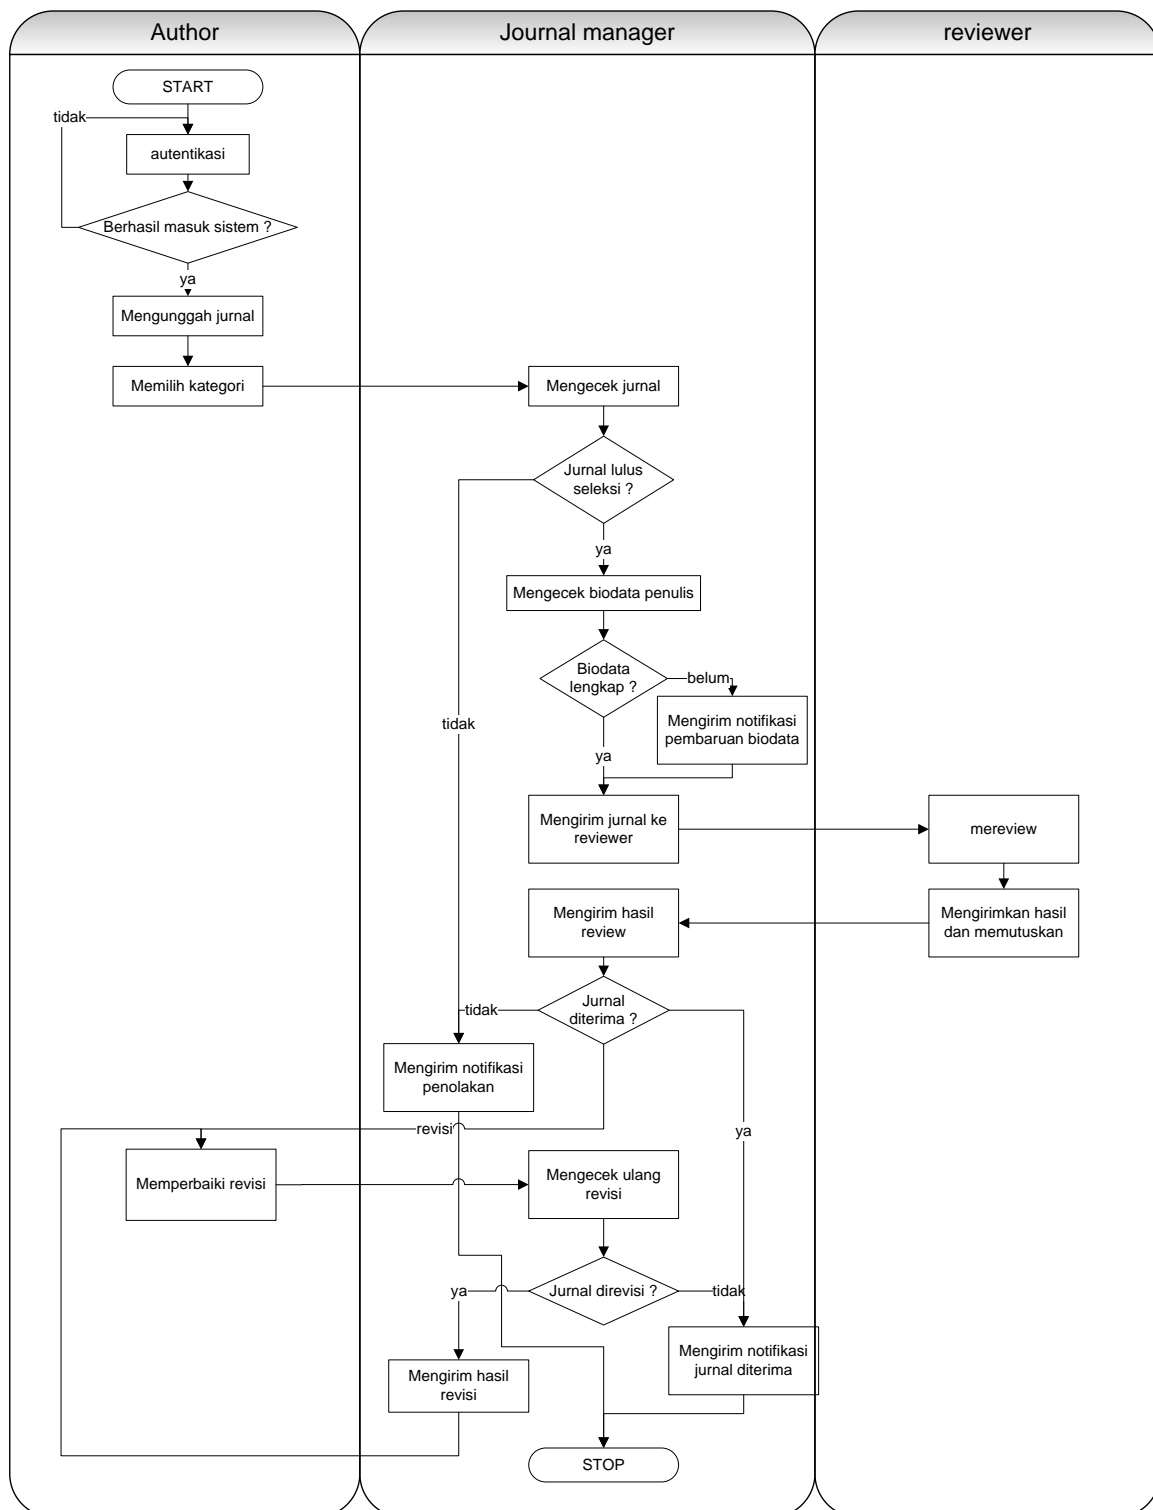 Author
Journal manager
reviewer
START
tidak
autentikasi
Berhasil masuk sistem ?
ya
Mengunggah jurnal
Memilih kategori
Mengecek jurnal
Jurnal lulus
seleksi ?
ya
Mengecek biodata penulis
Biodata
lengkap ?
belum
Mengirim notifikasi
pembaruan biodata
tidak
ya
Mengirim jurnal ke
reviewer
mereview
Mengirim hasil
review
Mengirimkan hasil
dan memutuskan
Jurnal
diterima ?
tidak
Mengirim notifikasi
penolakan
revisi
ya
Memperbaiki revisi
Mengecek ulang
revisi
Jurnal direvisi ?
ya
tidak
Mengirim notifikasi
jurnal diterima
Mengirim hasil
revisi
STOP